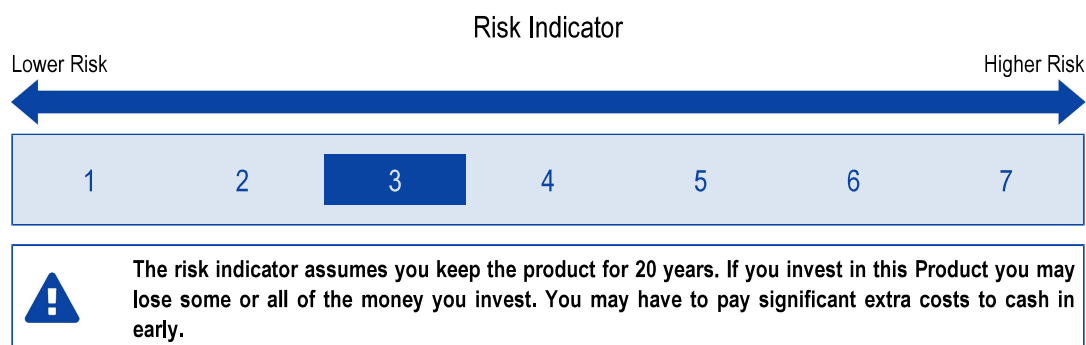 Risk Indicator
Lower Risk Higher Risk
1 2 3 4 5 6 7
The risk indicator assumes you keep the product for 20 years. If you invest in this Product you may
lose some or all of the money you invest. You may have to pay significant extra costs to cash in
early.